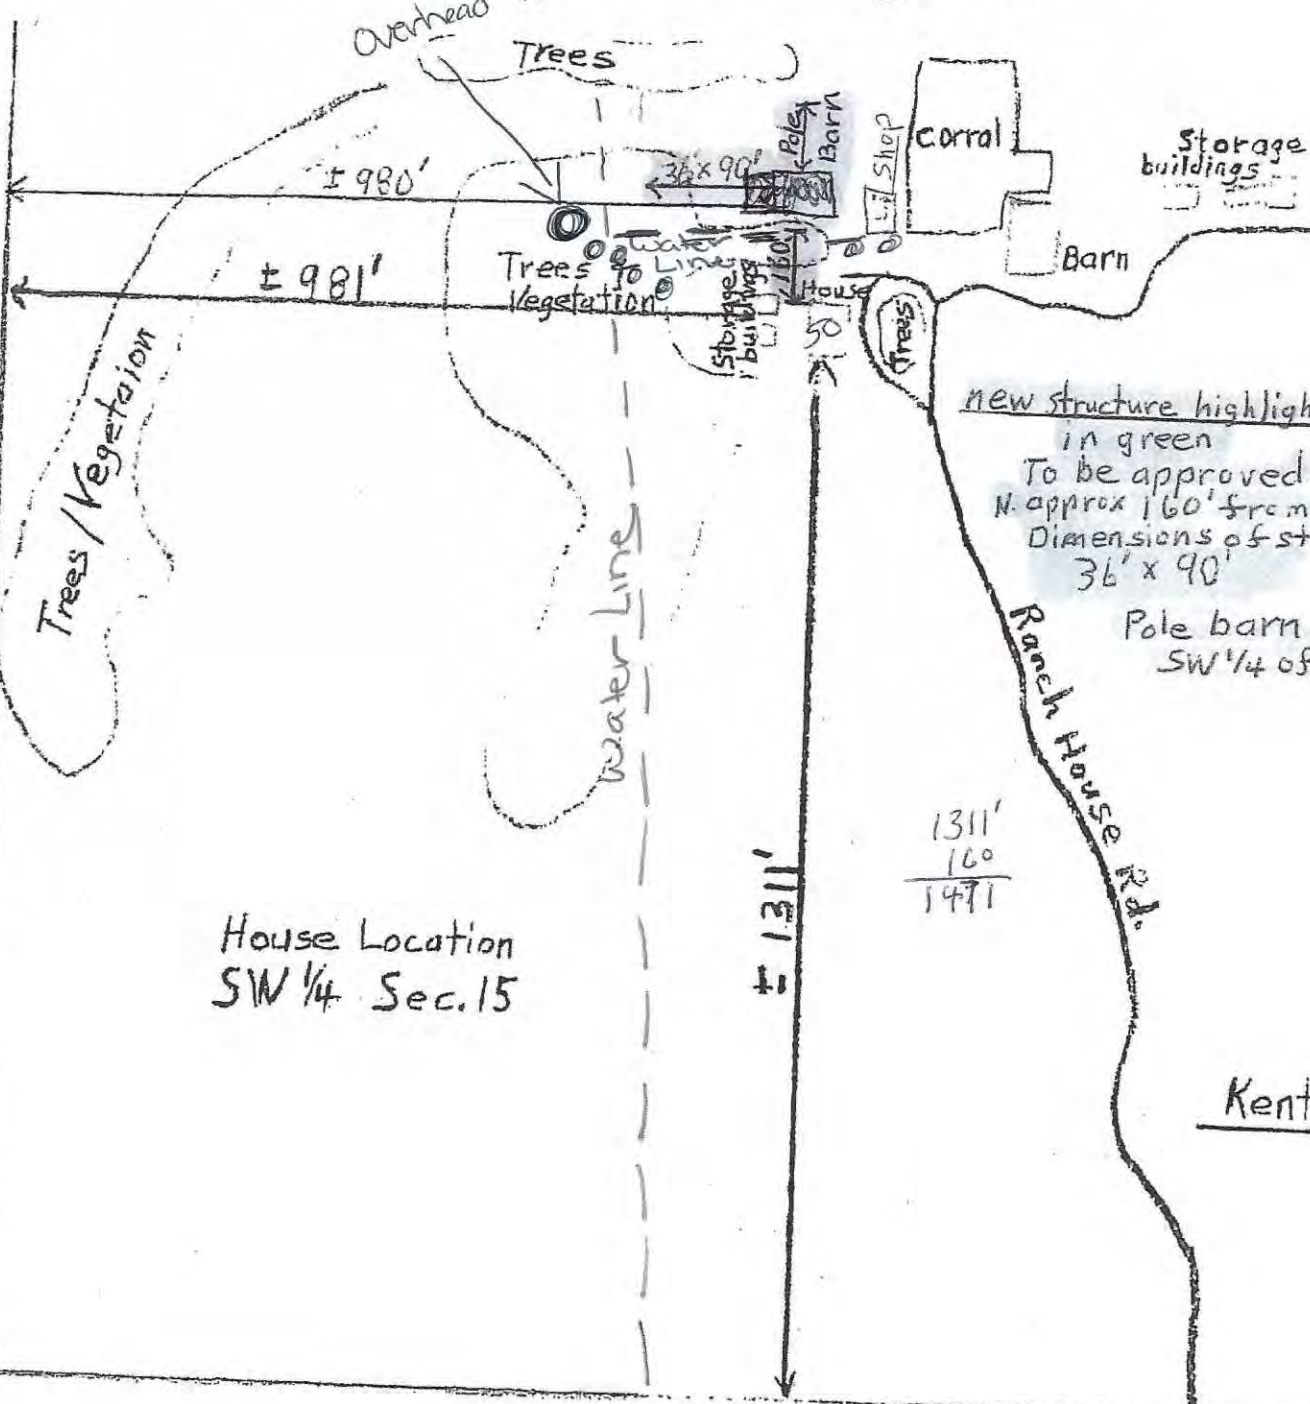 Overhead
Trees
Pole
Barn
36' x 90'
± 980'
Shop
Corral
Storage
buildings
Water
Line
160'
Trees
Vegetation
Barn
± 981'
House
Storage
buildings
50
Trees
Trees/Vegetaion
new structure highligh
in green
To be approved
N. approx 160' from
Dimensions of st
36' x 90'
Pole barn
SW 1/4 of
Water Line
Ranch House Rd.
1311'
160
1471
± 1311'
House Location
SW 1/4 Sec. 15
Kent